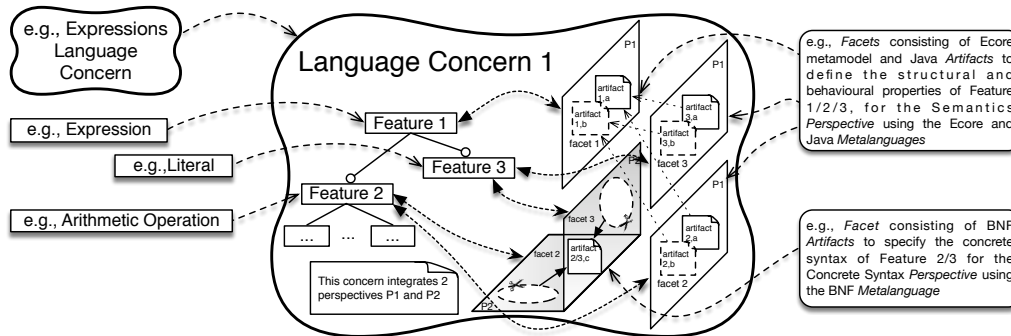 e.g., Expressions
Language
Concern
e.g., Expression
e.g.,Literal
e.g., Arithmetic Operation
Language Concern 1
Feature 1
Feature 3
Feature 2
...
...
...
This concern integrates 2
perspectives P1 and P2
P1
artifact
1,a
artifact
1,b
facet 1
P1
artifact
3,a
artifact
3,b
facet 3
P2
facet 3
facet 2
artifact
2/3,c
P2
P1
artifact
2,a
artifact
2,b
facet 2
e.g., Facets consisting of Ecore
metamodel and Java Artifacts to
define the structural and
behavioural properties of Feature
1/2/3, for the Semantics
Perspective using the Ecore and
Java Metalanguages
e.g., Facet consisting of BNF
Artifacts to specify the concrete
syntax of Feature 2/3 for the
Concrete Syntax Perspective using
the BNF Metalanguage